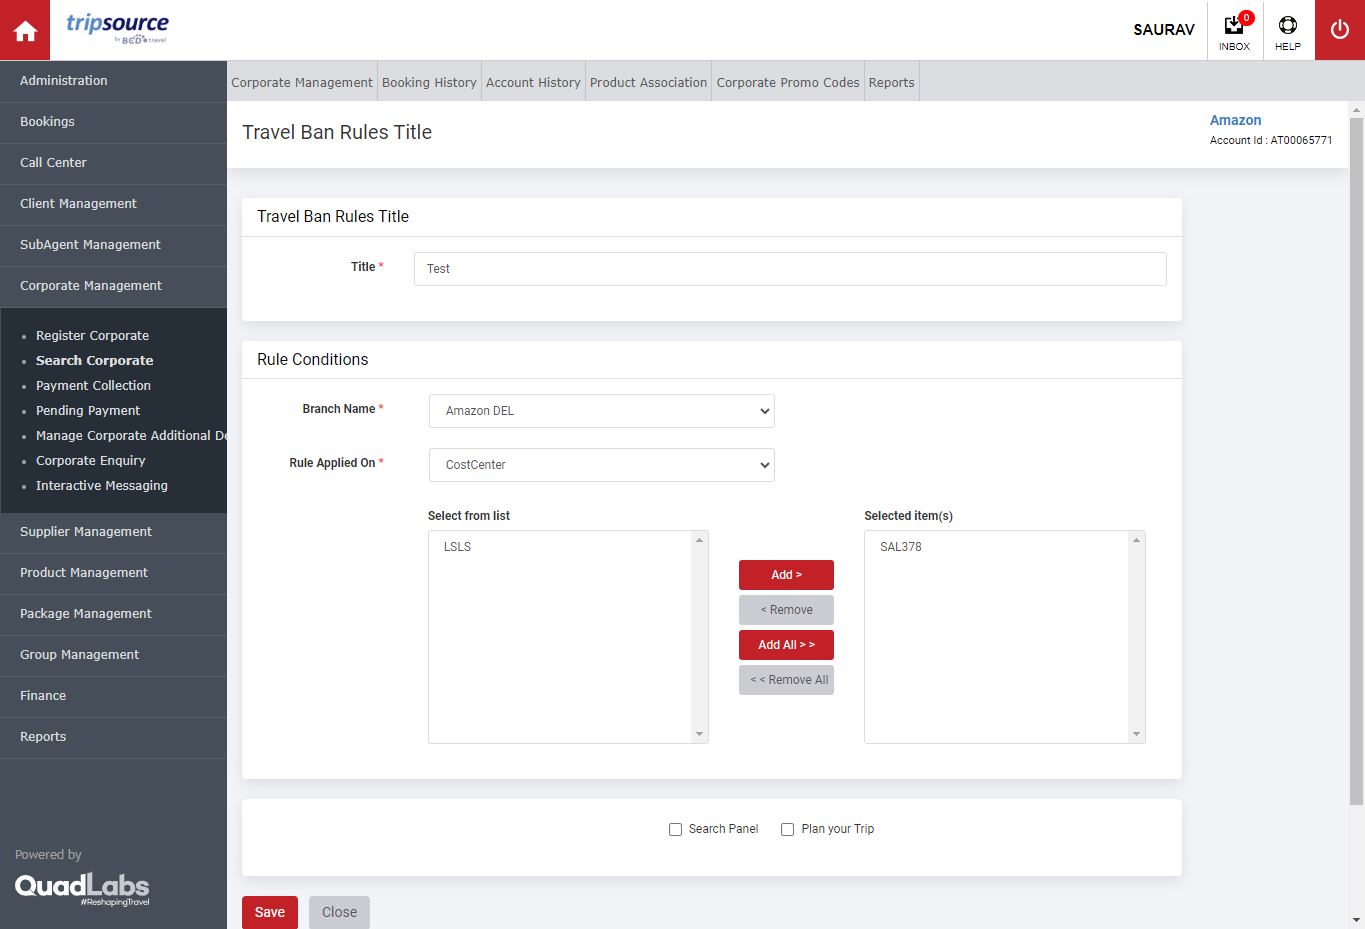 tripsource
by BCD travel
SAURAV
0
INBOX
HELP
Administration
Bookings
Call Center
Client Management
SubAgent Management
Corporate Management
Register Corporate
Search Corporate
Payment Collection
Pending Payment
Manage Corporate Additional De
Corporate Enquiry
Interactive Messaging
Supplier Management
Product Management
Package Management
Group Management
Finance
Reports
Powered by
QuadLabs
#ReshapingTravel
Corporate Management
Booking History
Account History
Product Association
Corporate Promo Codes
Reports
Travel Ban Rules Title
Amazon
Account Id : AT00065771
Travel Ban Rules Title
Title *
Test
Rule Conditions
Branch Name *
Amazon DEL
Rule Applied On *
CostCenter
Select from list
LSLS
Add >
< Remove
Add All > >
< < Remove All
Selected item(s)
SAL378
Search Panel
Plan your Trip
Save
Close